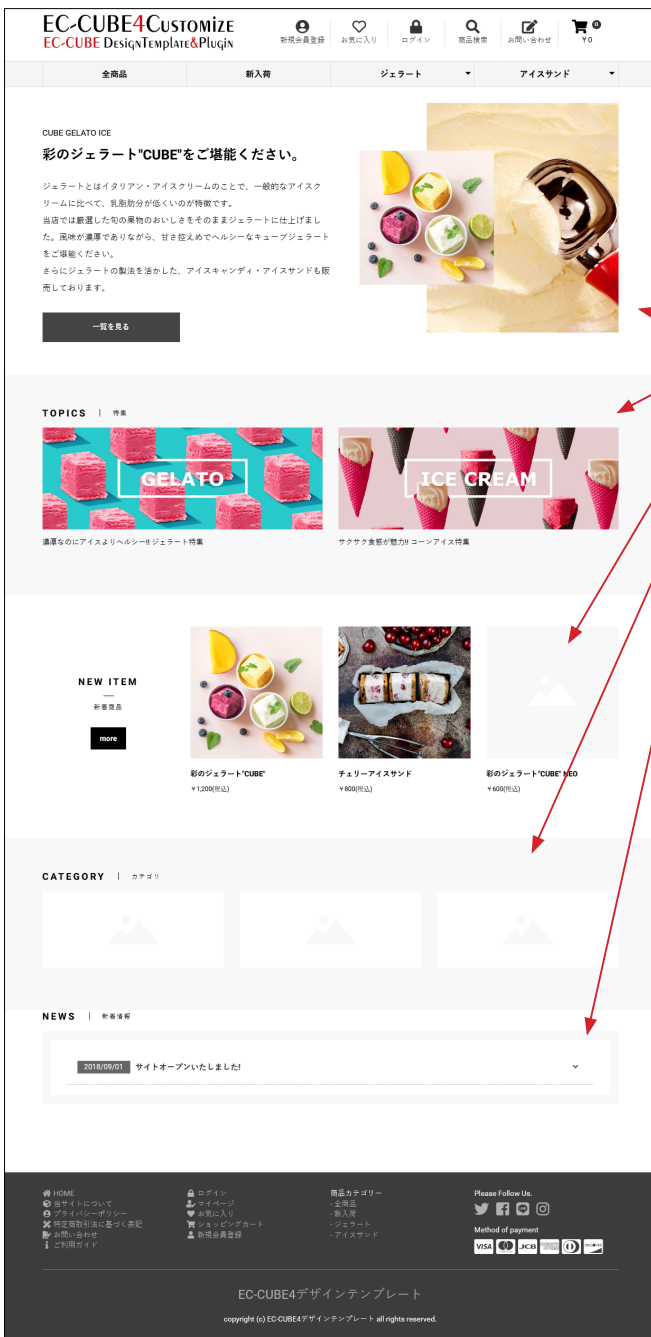 EC-CUBE4CUSTOMIZE
EC-CUBE DesignTemplate&Plugin
新規会員登録
お気に入り
ログイン
商品検索
お問い合わせ
0
￥0
全商品
新入荷
ジェラート
アイスサンド
CUBE GELATO ICE
彩のジェラート"CUBE"をご堪能ください。
ジェラートとはイタリアン・アイスクリームのことで、一般的なアイスク
リームに比べて、乳脂肪分が低いのが特徴です。
当店では厳選した旬の果物のおいしさをそのままジェラートに仕上げまし
た。風味が濃厚でありながら、甘さ控えめでヘルシーなキューブジェラート
をご堪能ください。
さらにジェラートの製法を活かした、アイスキャンディ・アイスサンドも販
売しております。
一覧を見る
TOPICS | 特集
GELATO
ICE CREAM
濃厚なのにアイスよりヘルシー!! ジェラート特集
サクサク食感が魅力!! コーンアイス特集
NEW ITEM
新着商品
more
彩のジェラート"CUBE"
￥1,200(税込)
チェリーアイスサンド
￥800(税込)
彩のジェラート"CUBE" NEO
￥600(税込)
CATEGORY | カテゴリ
NEWS | 新着情報
2018/09/01 サイトオープンいたしました!
HOME
当サイトについて
プライバシーポリシー
特定商取引法に基づく表記
お問い合わせ
ご利用ガイド
ログイン
マイページ
お気に入り
ショッピングカート
新規会員登録
商品カテゴリー
- 全商品
- 新入荷
- ジェラート
- アイスサンド
Please Follow Us.
Method of payment
VISA
JCB
DISCOVER
EC-CUBE4デザインテンプレート
copyright (c) EC-CUBE4デザインテンプレート all rights reserved.